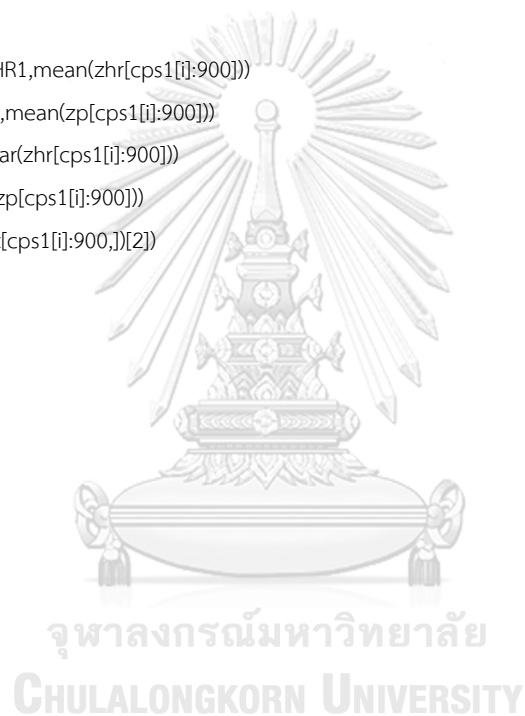 HR1,mean(zhr[cps1[i]:900]))
,mean(zp[cps1[i]:900]))
ar(zhr[cps1[i]:900]))
zp[cps1[i]:900]))
[cps1[i]:900,])[2])
จุฬาลงกรณ์มหาวิทยาลัย
CHULALONGKORN UNIVERSITY